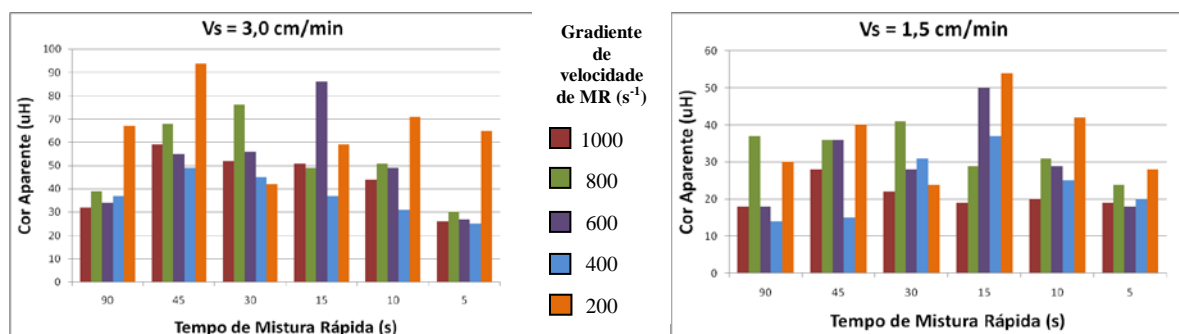 Vs = 3,0 cm/min
Cor Aparente (uH)
100
90
80
70
60
50
40
30
20
10
0
90 45 30 15 10 5
Tempo de Mistura Rápida (s)
Gradiente
de
velocidade
de MR (s⁻¹)
1000
800
600
400
200
Vs = 1,5 cm/min
Cor Aparente (uH)
60
50
40
30
20
10
0
90 45 30 15 10 5
Tempo de Mistura Rápida (s)